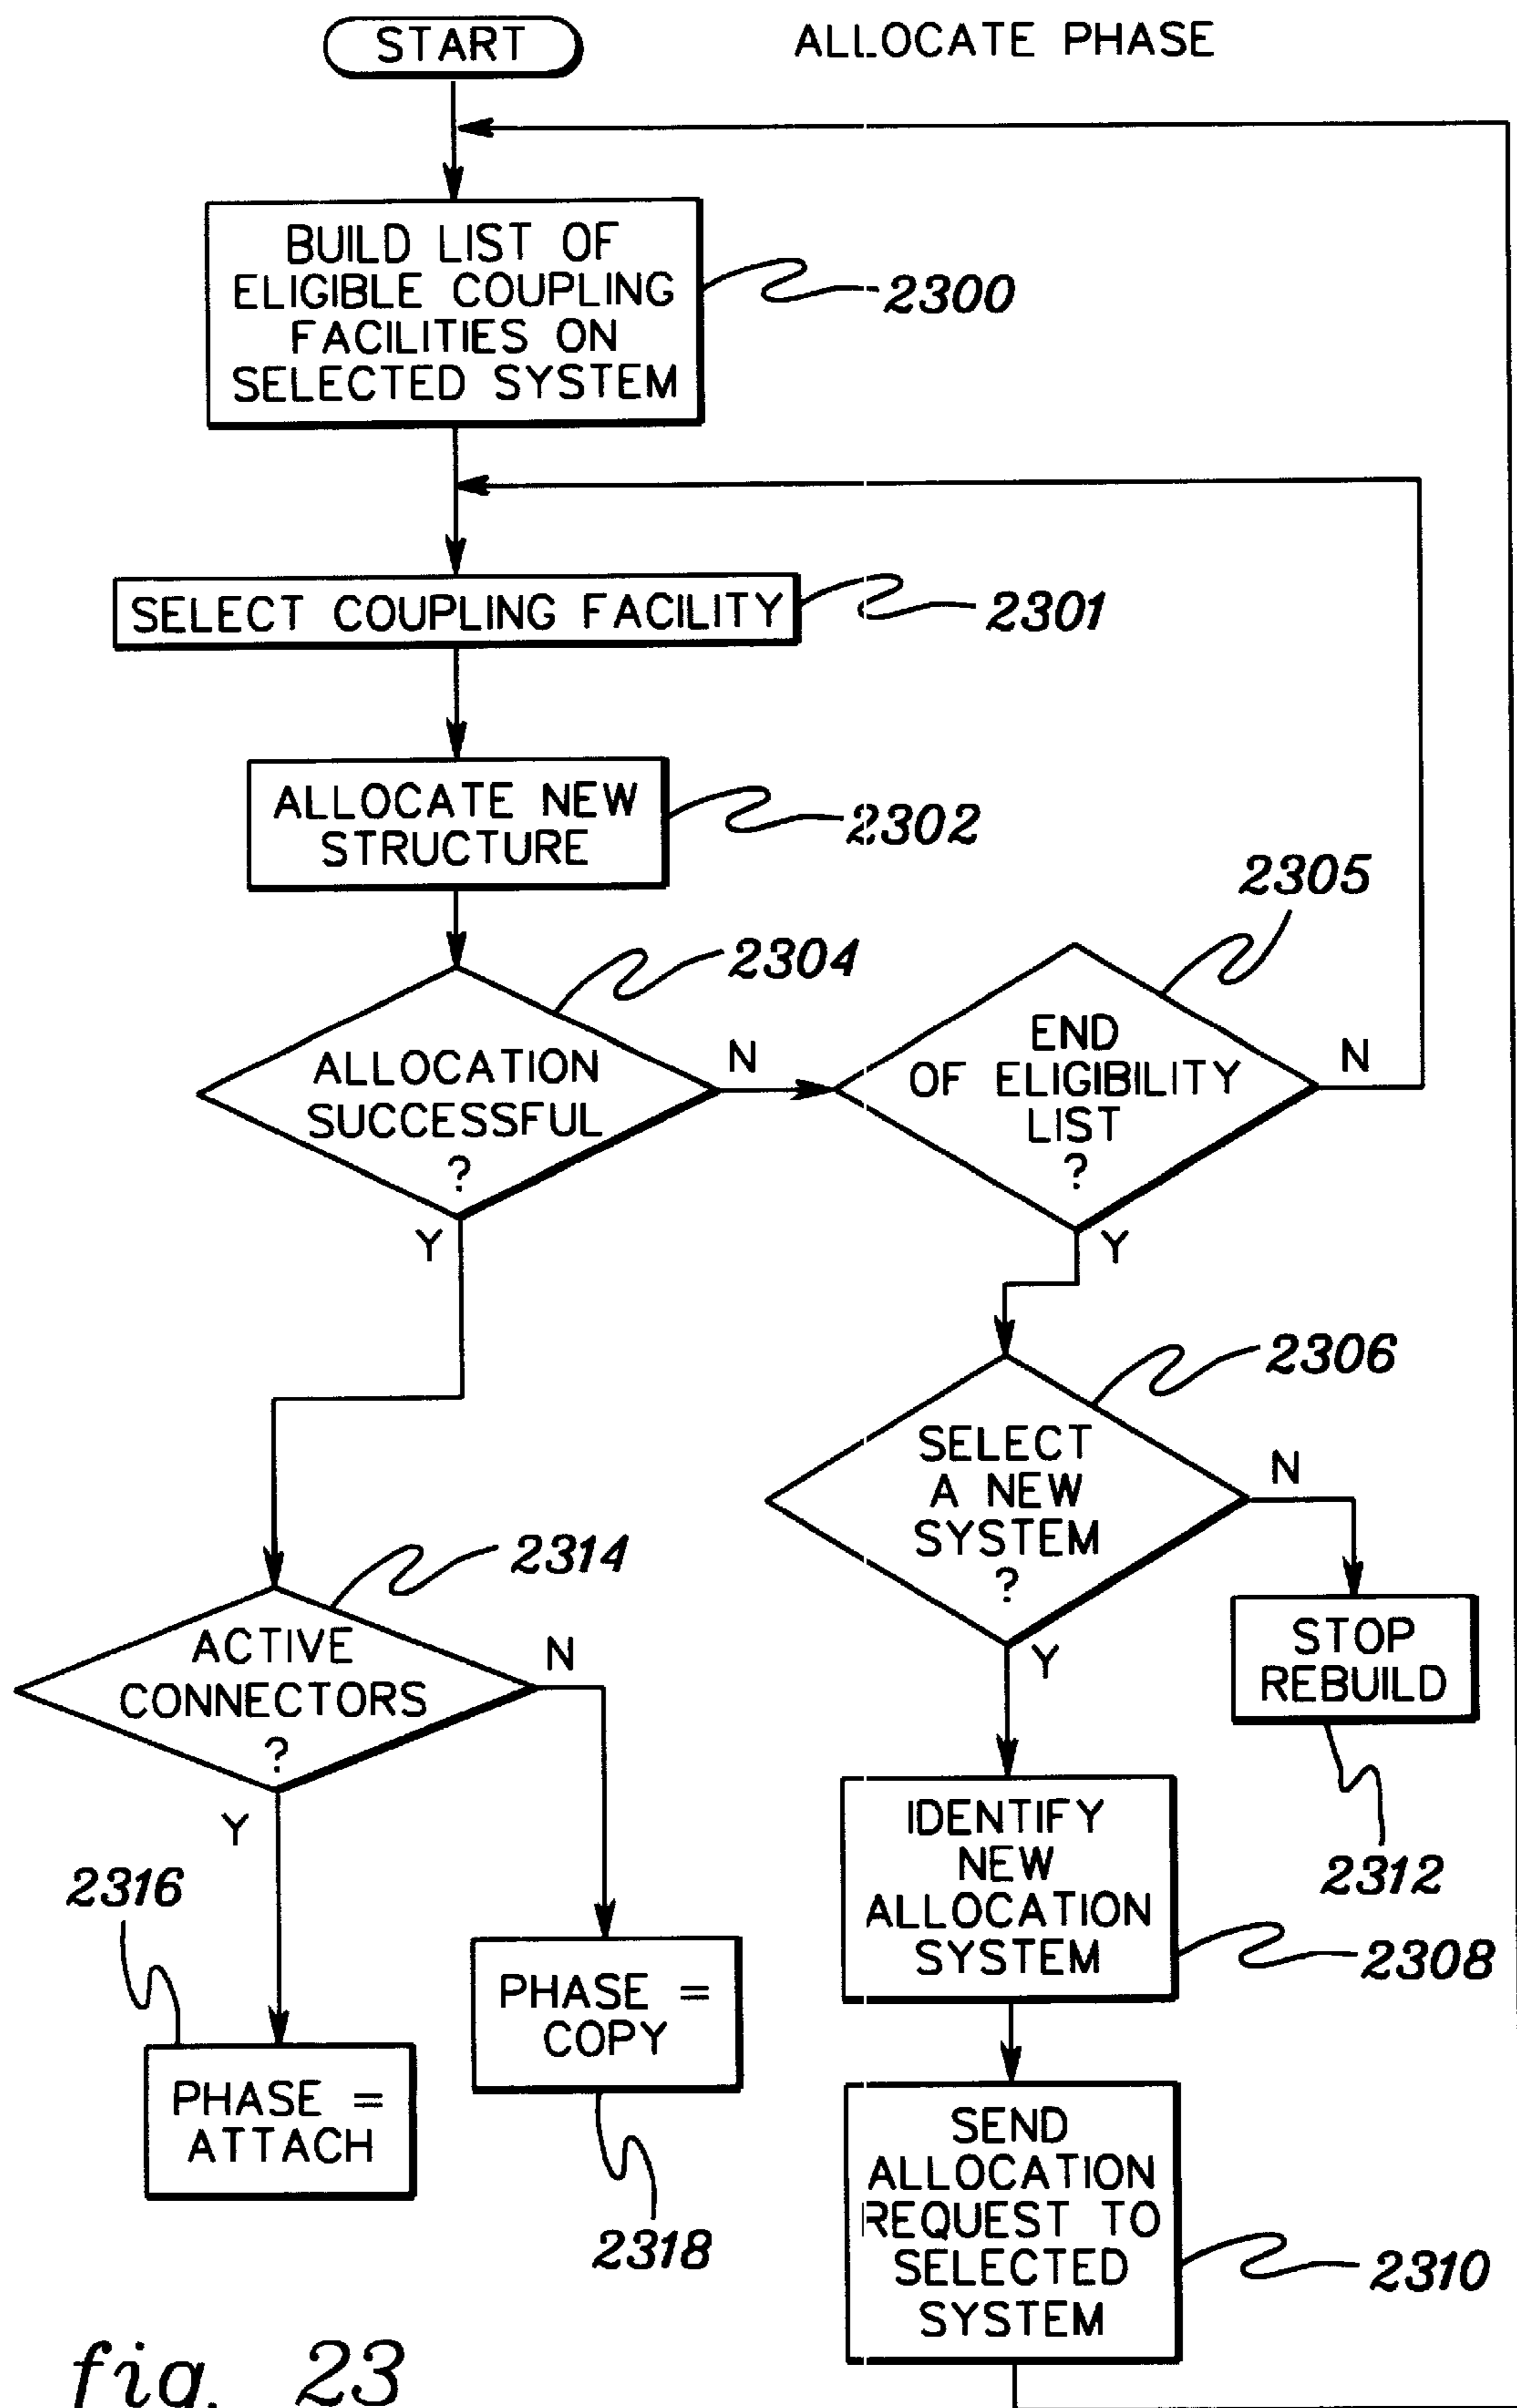 START
ALLOCATE PHASE
BUILD LIST OF
ELIGIBLE COUPLING
FACILITIES ON
SELECTED SYSTEM
2300
SELECT COUPLING FACILITY
2301
ALLOCATE NEW
STRUCTURE
2302
2305
2304
ALLOCATION
SUCCESSFUL
?
N
Y
END
OF ELIGIBILITY
LIST
?
N
Y
2306
SELECT
A NEW
SYSTEM
?
N
Y
2314
ACTIVE
CONNECTORS
?
N
Y
STOP
REBUILD
2312
IDENTIFY
NEW
ALLOCATION
SYSTEM
2308
2316
PHASE =
ATTACH
PHASE =
COPY
2318
SEND
ALLOCATION
REQUEST TO
SELECTED
SYSTEM
2310
fig. 23